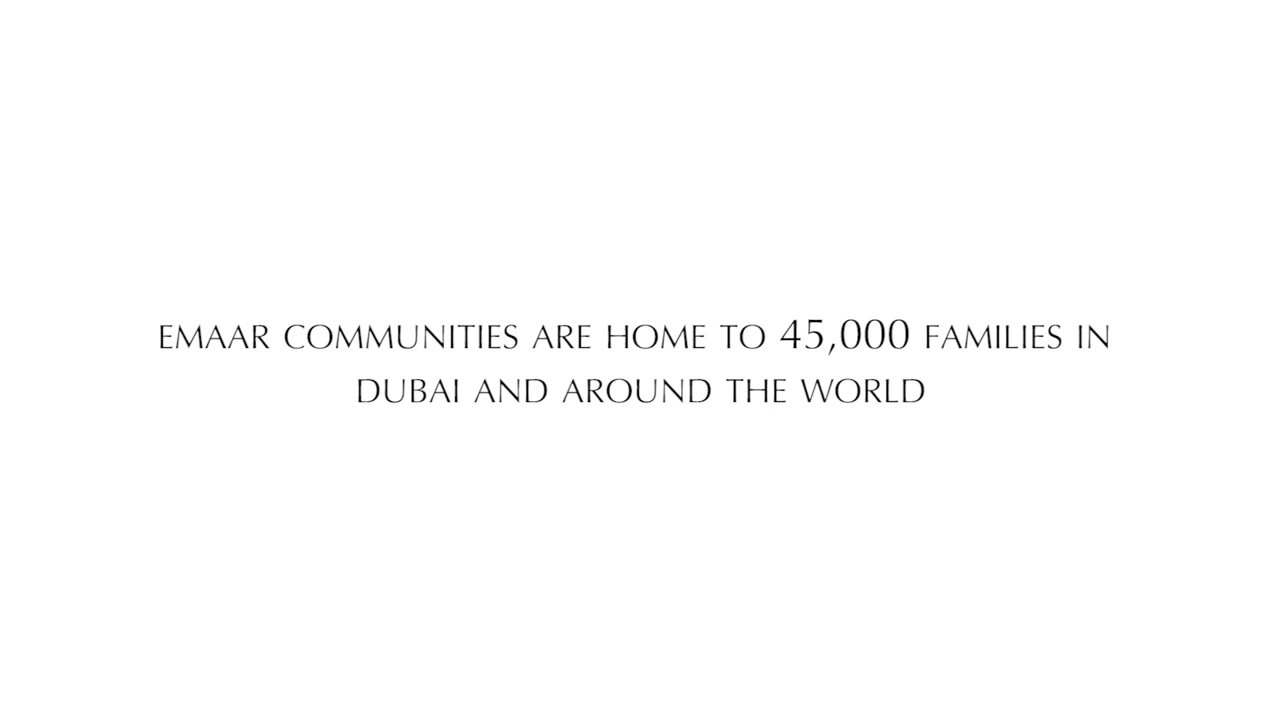 EMAAR COMMUNITIES ARE HOME TO 45,000 FAMILIES IN
DUBAI AND AROUND THE WORLD